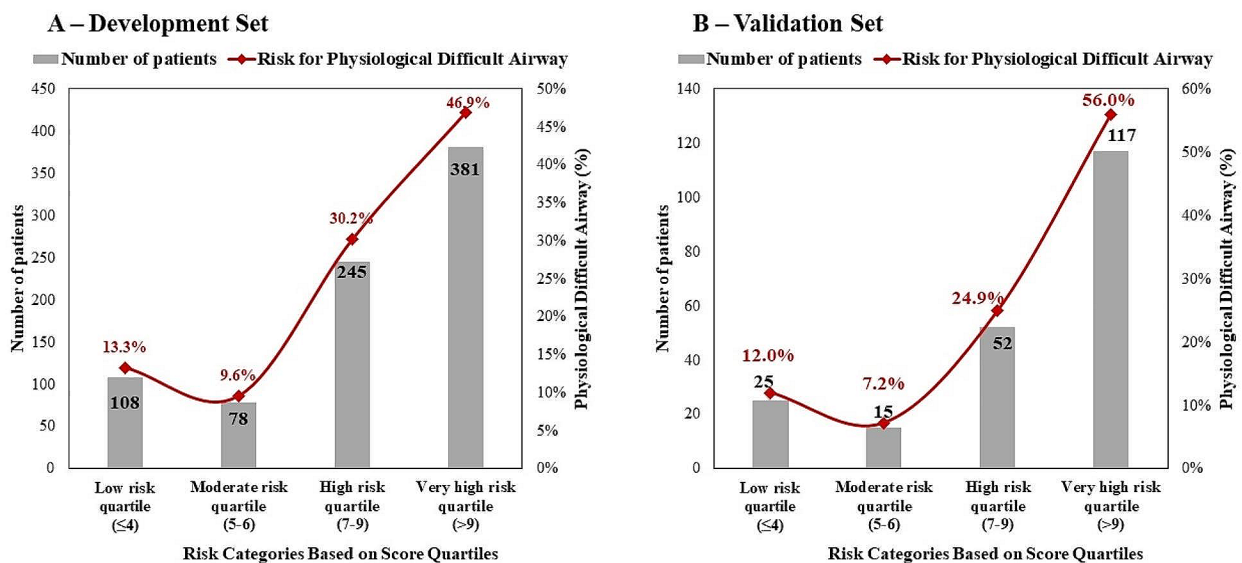 A – Development Set
Number of patients
Risk for Physiological Difficult Airway
450
400
350
300
250
200
150
100
50
0
Number of patients
50%
45%
40%
35%
30%
25%
20%
15%
10%
5%
0%
Physiological Difficult Airway (%)
13.3%
9.6%
30.2%
46.9%
108
78
245
381
Low risk
quartile
(≤4)
Moderate risk
quartile
(5-6)
High risk
quartile
(7-9)
Very high risk
quartile
(>9)
Risk Categories Based on Score Quartiles
B – Validation Set
Number of patients
Risk for Physiological Difficult Airway
140
120
100
80
60
40
20
0
Number of patients
60%
50%
40%
30%
20%
10%
0%
Physiological Difficult Airway (%)
12.0%
7.2%
24.9%
56.0%
25
15
52
117
Low risk
quartile
(≤4)
Moderate risk
quartile
(5-6)
High risk
quartile
(7-9)
Very high risk
quartile
(>9)
Risk Categories Based on Score Quartiles